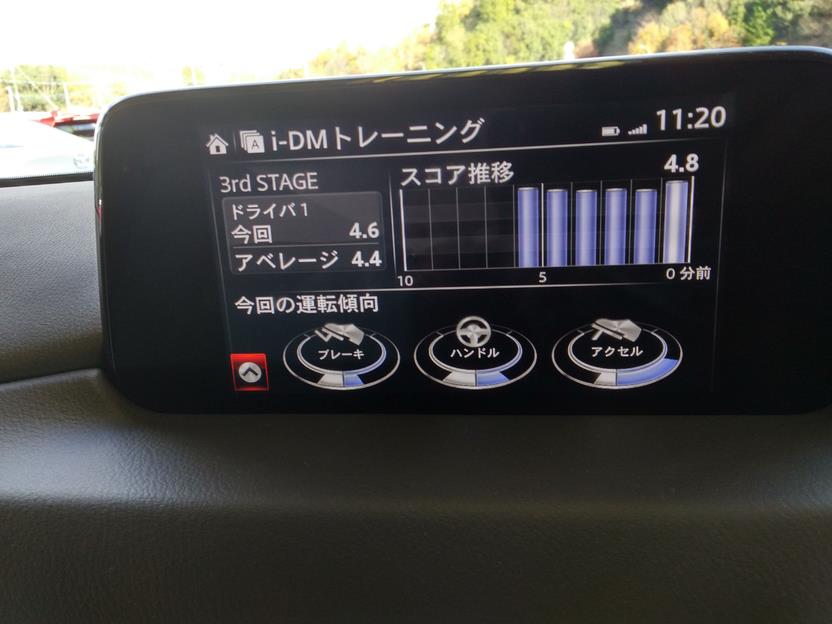 A i-DMトレーニング 11:20
3rd STAGE
ドライバ 1
今回 4.6
アベレージ 4.4
スコア推移 4.8
10 5 0 分前
今回の運転傾向
ブレーキ ハンドル アクセル